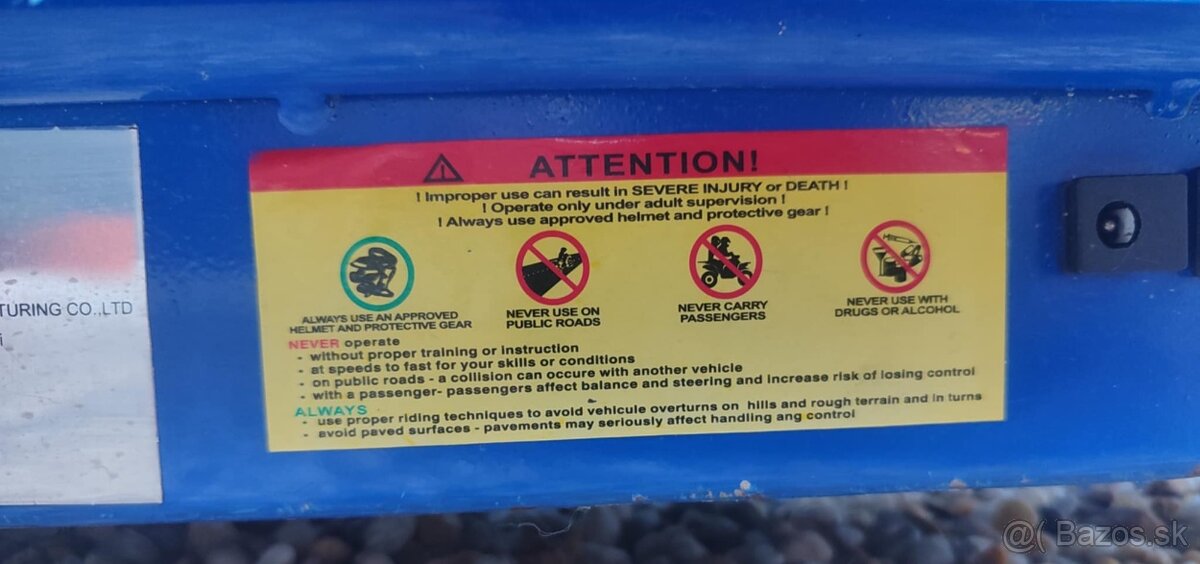 ATTENTION!
! Improper use can result in SEVERE INJURY or DEATH !
! Operate only under adult supervision !
! Always use approved helmet and protective gear !
ALWAYS USE AN APPROVED
HELMET AND PROTECTIVE GEAR
NEVER USE ON
PUBLIC ROADS
NEVER CARRY
PASSENGERS
NEVER USE WITH
DRUGS OR ALCOHOL
NEVER operate
- without proper training or instruction
- at speeds to fast for your skills or conditions
- on public roads - a collision can occure with another vehicle
- with a passenger- passengers affect balance and steering and increase risk of losing control
ALWAYS
- use proper riding techniques to avoid vehicule overturns on hills and rough terrain and in turns
- avoid paved surfaces - pavements may seriously affect handling ang control
TURING CO.,LTD
@( Bazos.sk